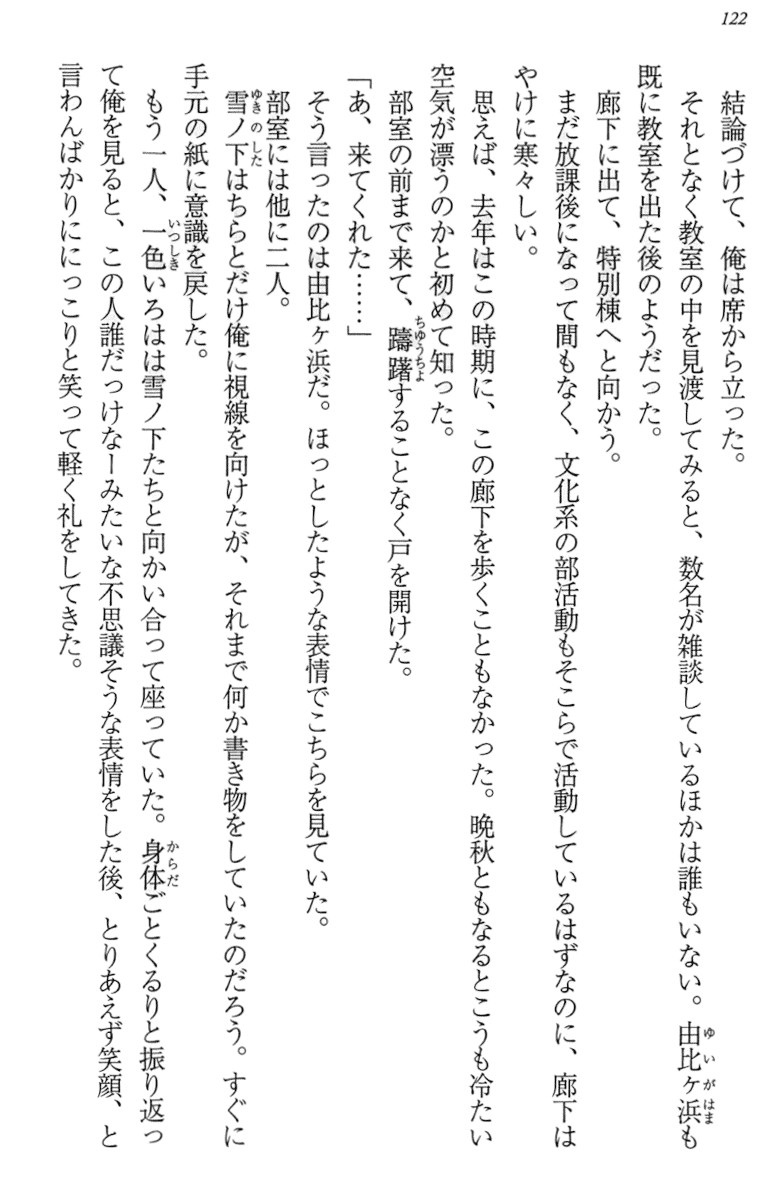 122
結論づけて、俺は席から立った。
それとなく教室の中を見渡してみると、数名が雑談しているほかは誰もいない。由比ヶ浜も
既に教室を出た後のようだった。
廊下に出て、特別棟へと向かう。
まだ放課後になって間もなく、文化系の部活動もそこらで活動しているはずなのに、廊下は
やけに寒々しい。
思えば、去年はこの時期に、この廊下を歩くこともなかった。晩秋ともなるとこうも冷たい
空気が漂うのかと初めて知った。
部室の前まで来て、躊躇することなく戸を開けた。
「あ、来てくれた……」
そう言ったのは由比ヶ浜だ。ほっとしたような表情でこちらを見ていた。
部室には他に二人。
雪ノ下はちらとだけ俺に視線を向けたが、それまで何か書き物をしていたのだろう。すぐに
手元の紙に意識を戻した。
もう一人、一色いろはは雪ノ下たちと向かい合って座っていた。身体ごとくるりと振り返っ
て俺を見ると、この人誰だっけなーみたいな不思議そうな表情をした後、とりあえず笑顔、と
言わんばかりににっこりと笑って軽く礼をしてきた。